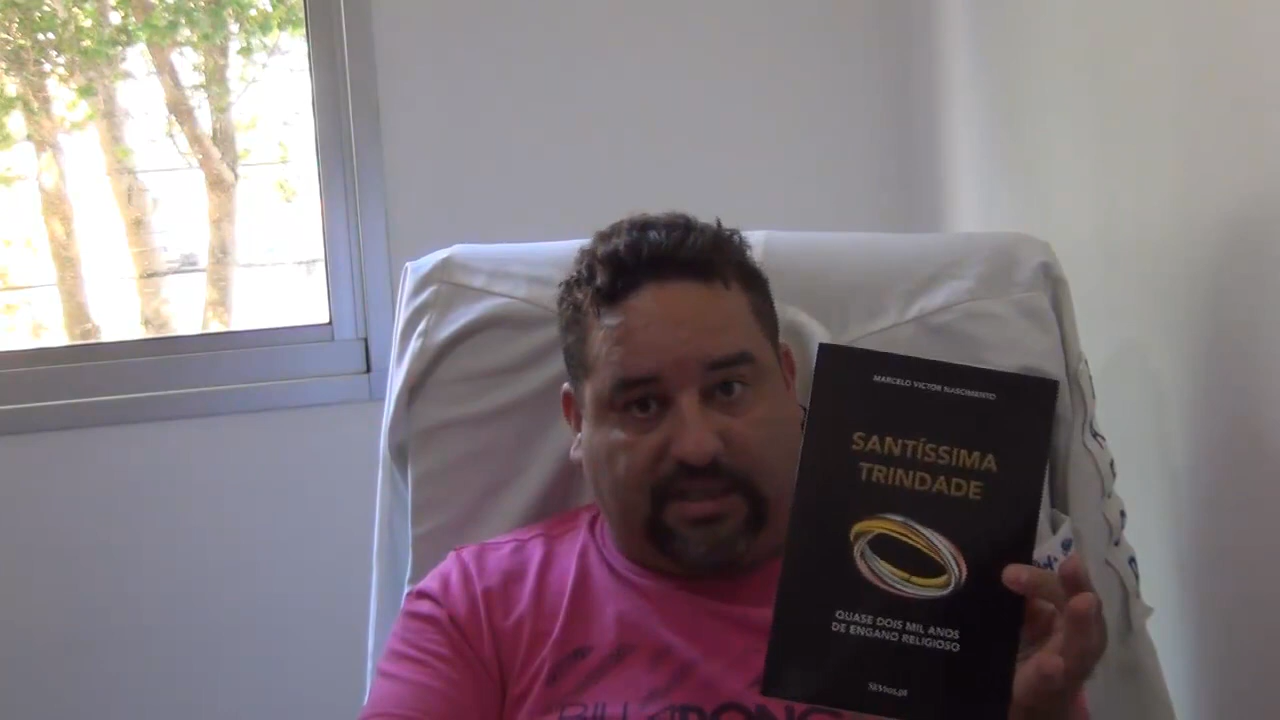 MARCELO VICTOR NASCIMENTO
SANTÍSSIMA
TRINDADE
QUASE DOIS MIL ANOS
DE ENGANO RELIGIOSO